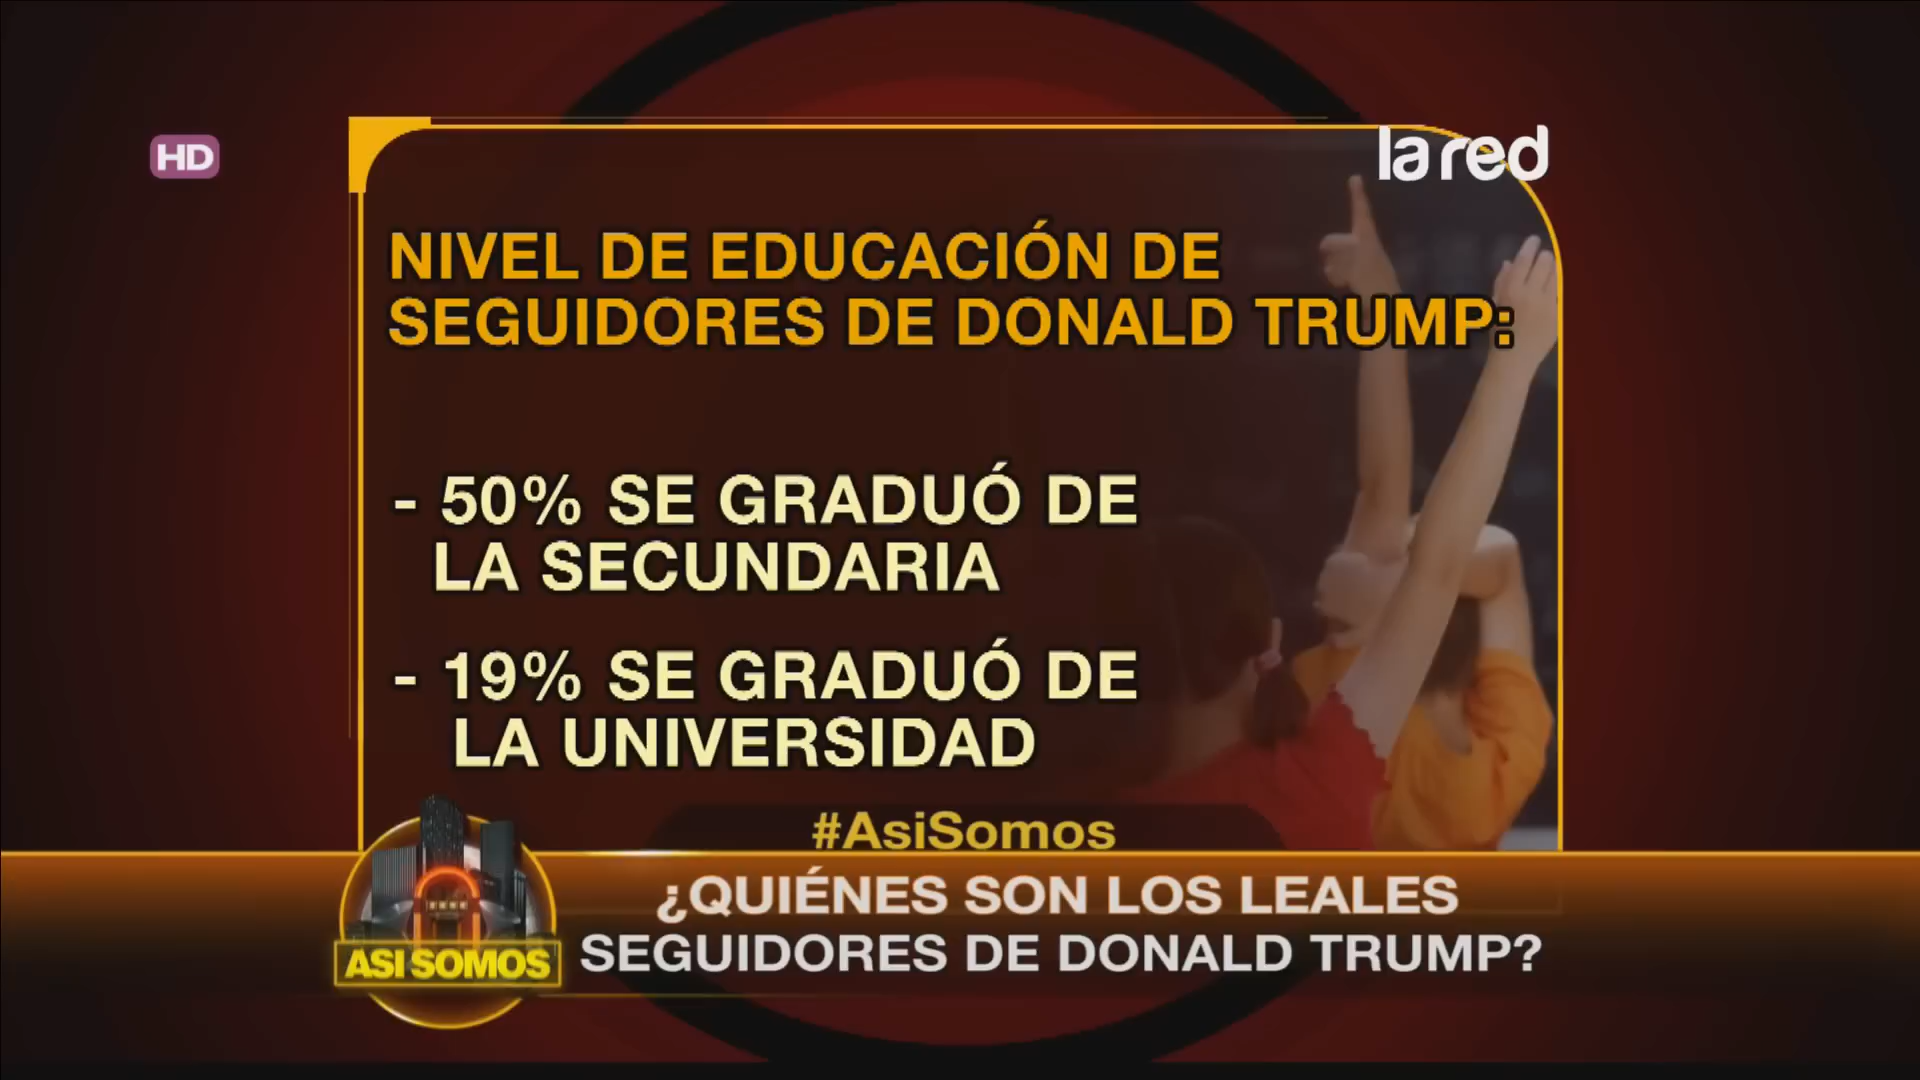 HD
la red
NIVEL DE EDUCACIÓN DE
SEGUIDORES DE DONALD TRUMP:
- 50% SE GRADUÓ DE
LA SECUNDARIA
- 19% SE GRADUÓ DE
LA UNIVERSIDAD
#AsiSomos
¿QUIÉNES SON LOS LEALES
SEGUIDORES DE DONALD TRUMP?
ASI SOMOS